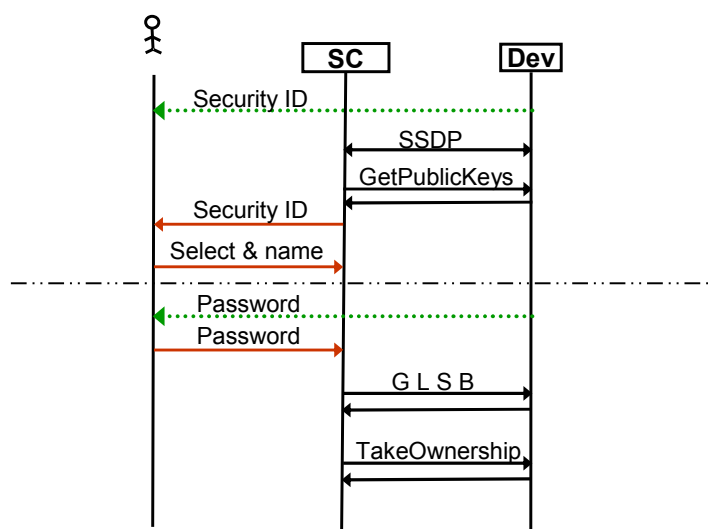 SC
Dev
Security ID
SSDP
GetPublicKeys
Security ID
Select & name
Password
Password
G L S B
TakeOwnership